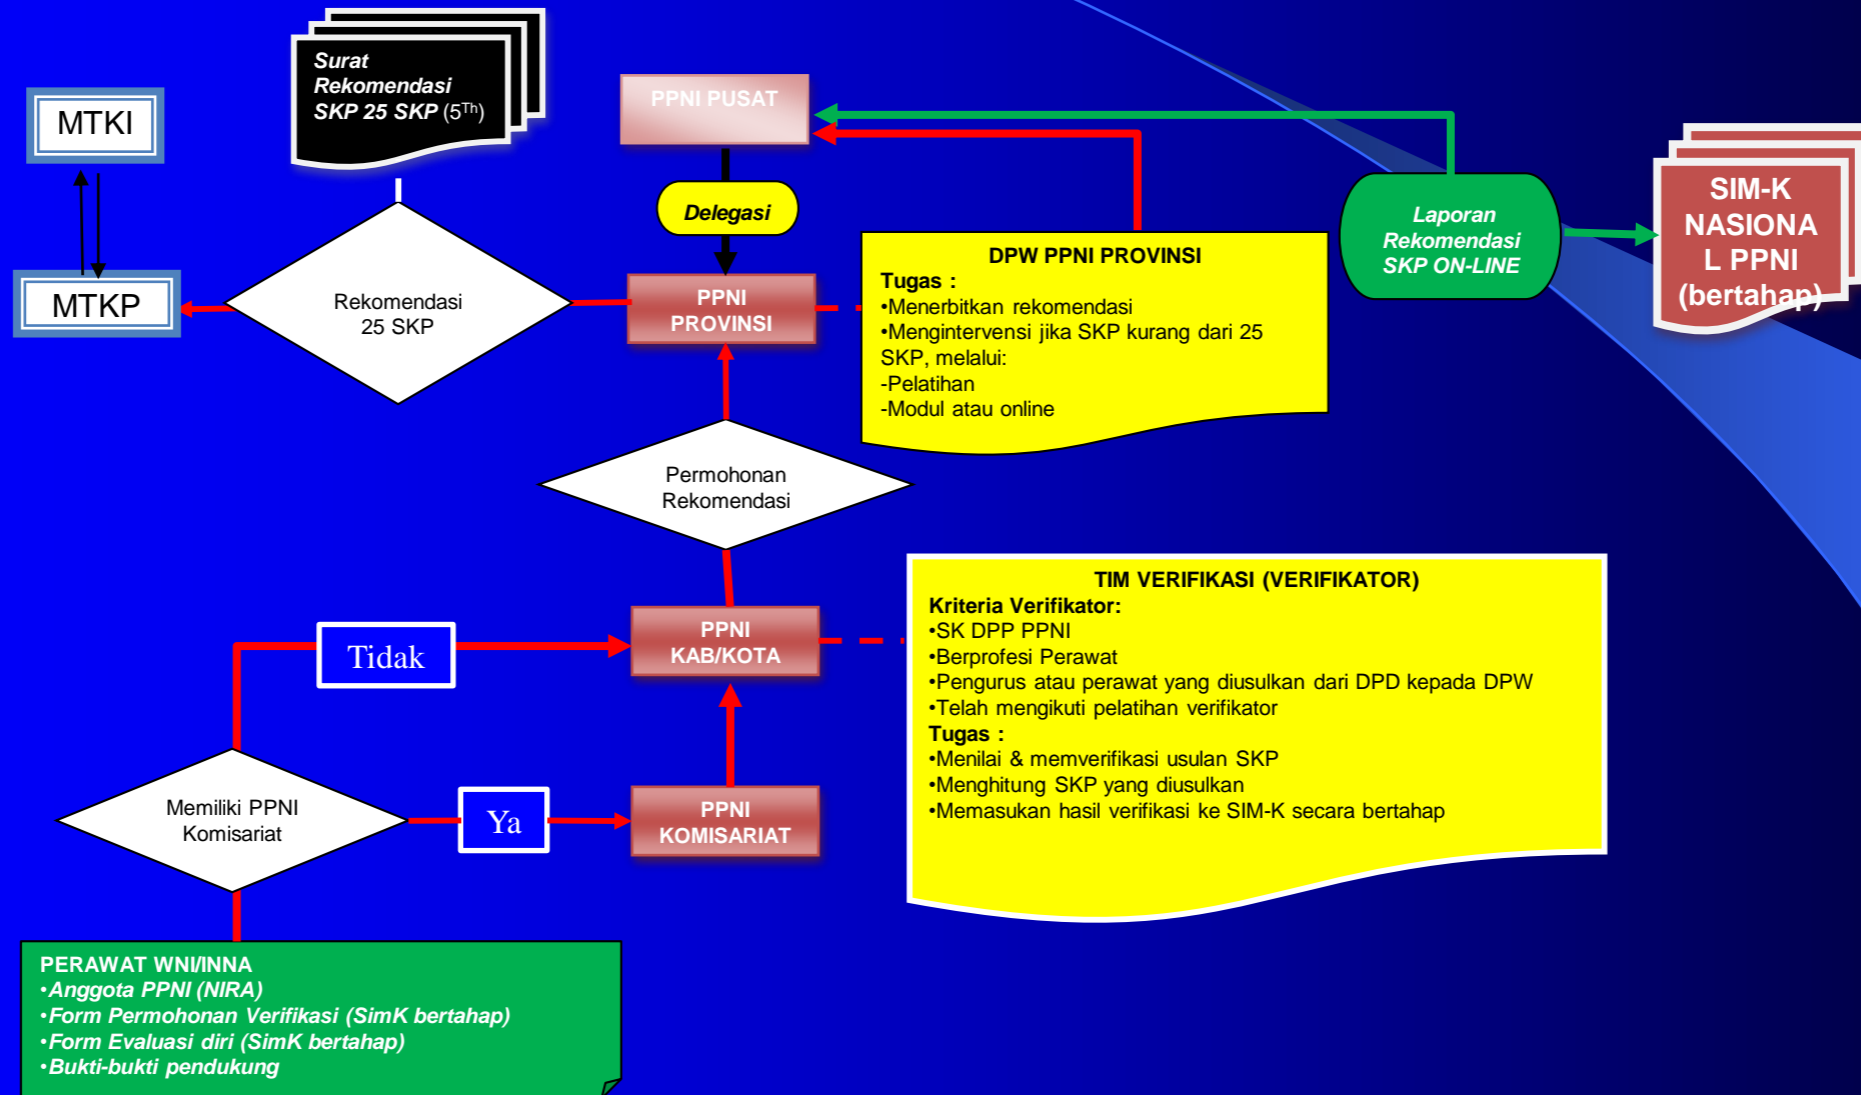 Surat
Rekomendasi
SKP 25 SKP (5Th)
MTKI
MTKP
Rekomendasi
25 SKP
PPNI PUSAT
Delegasi
PPNI
PROVINSI
DPW PPNI PROVINSI
Tugas :
•Menerbitkan rekomendasi
•Mengintervensi jika SKP kurang dari 25
SKP, melalui:
-Pelatihan
-Modul atau online
Laporan
Rekomendasi
SKP ON-LINE
SIM-K
NASIONA
L PPNI
(bertahap)
Permohonan
Rekomendasi
PPNI
KAB/KOTA
TIM VERIFIKASI (VERIFIKATOR)
Kriteria Verifikator:
•SK DPP PPNI
•Berprofesi Perawat
•Pengurus atau perawat yang diusulkan dari DPD kepada DPW
•Telah mengikuti pelatihan verifikator
Tugas :
•Menilai & memverifikasi usulan SKP
•Menghitung SKP yang diusulkan
•Memasukan hasil verifikasi ke SIM-K secara bertahap
Tidak
Memiliki PPNI
Komisariat
Ya
PPNI
KOMISARIAT
PERAWAT WNI/INNA
•Anggota PPNI (NIRA)
•Form Permohonan Verifikasi (SimK bertahap)
•Form Evaluasi diri (SimK bertahap)
•Bukti-bukti pendukung